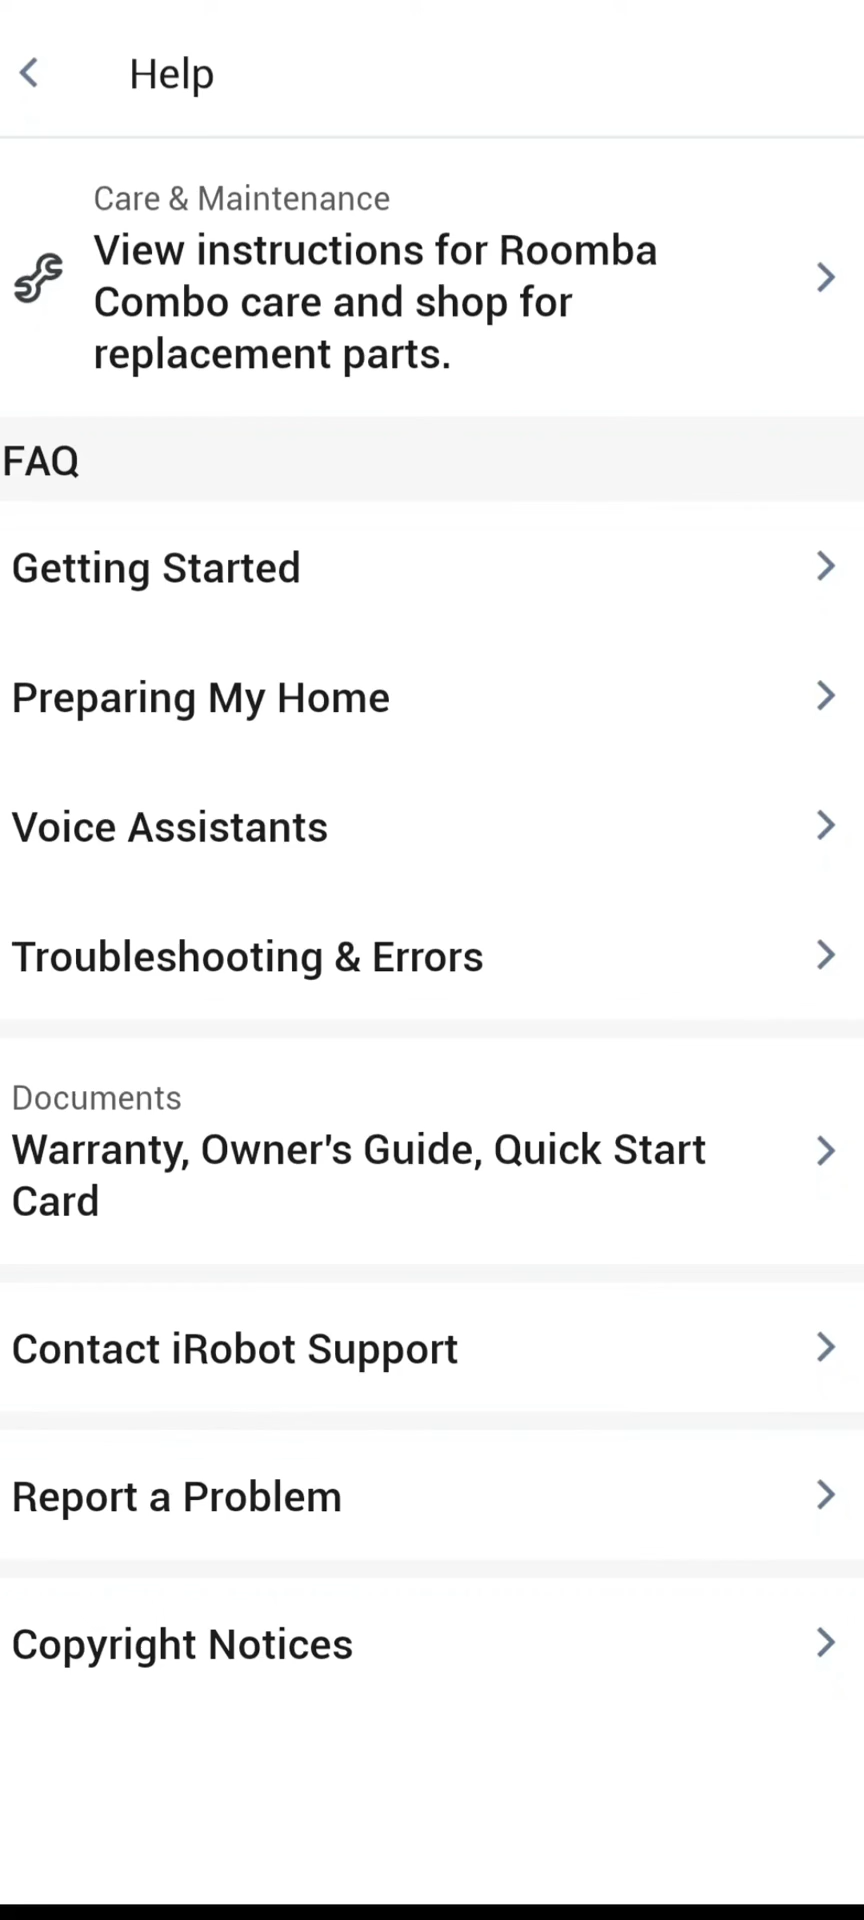 Help
Care & Maintenance
View instructions for Roomba
Combo care and shop for
replacement parts.
FAQ
Getting Started
Preparing My Home
Voice Assistants
Troubleshooting & Errors
Documents
Warranty, Owner's Guide, Quick Start
Card
Contact iRobot Support
Report a Problem
Copyright Notices